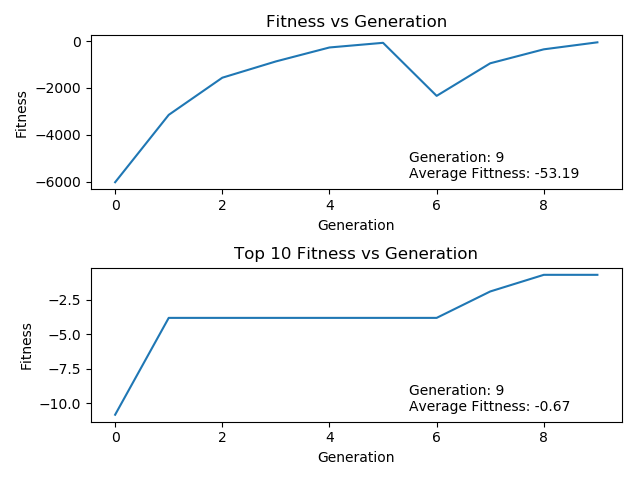 Fitness vs Generation
0
−2000
−4000
−6000
Fitness
Generation: 9
Average Fittness: -53.19
0 2 4 6 8
Generation
Top 10 Fitness vs Generation
−2.5
−5.0
−7.5
−10.0
Fitness
Generation: 9
Average Fittness: -0.67
0 2 4 6 8
Generation